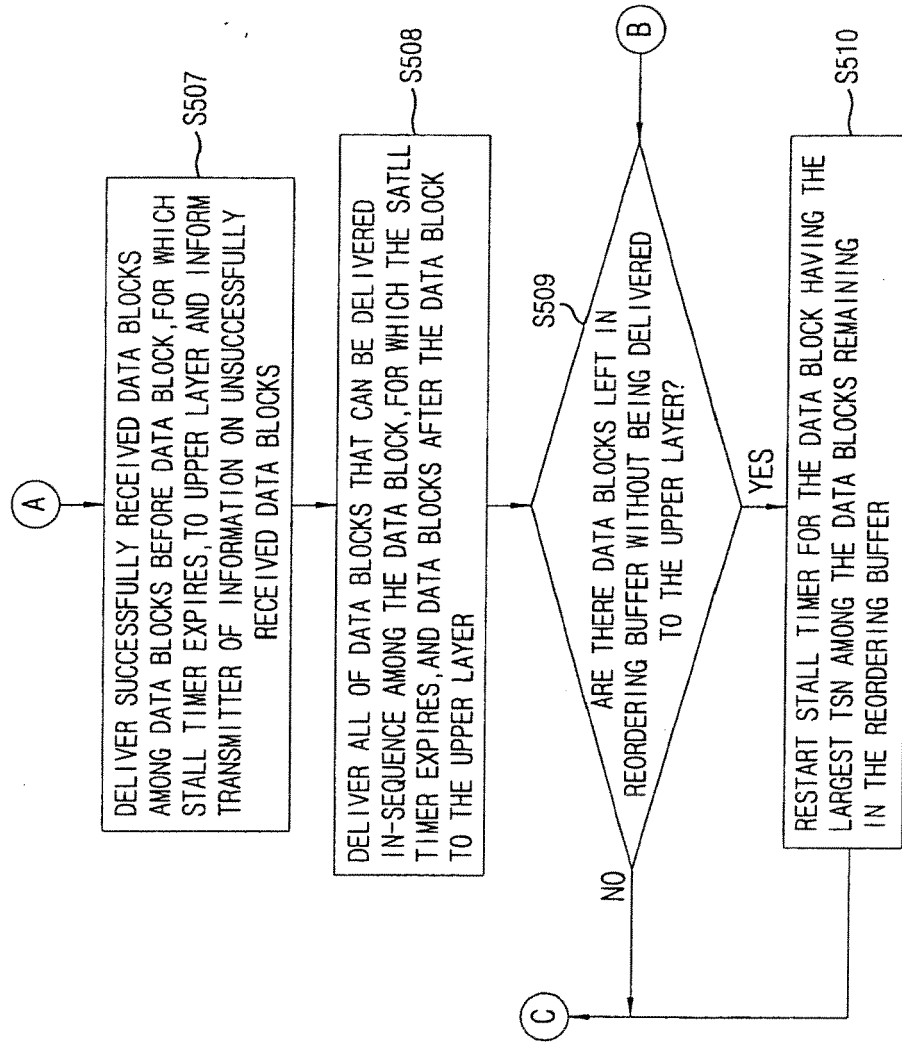 A
DELIVER SUCCESSFULLY RECEIVED DATA BLOCKS
AMONG DATA BLOCKS BEFORE DATA BLOCK, FOR WHICH
STALL TIMER EXPIRES, TO UPPER LAYER AND INFORM
TRANSMITTER OF INFORMATION ON UNSUCCESSFULLY
RECEIVED DATA BLOCKS
S507
DELIVER ALL OF DATA BLOCKS THAT CAN BE DELIVERED
IN-SEQUENCE AMONG THE DATA BLOCK, FOR WHICH THE SATLL
TIMER EXPIRES, AND DATA BLOCKS AFTER THE DATA BLOCK
TO THE UPPER LAYER
S508
S509
ARE THERE DATA BLOCKS LEFT IN
REORDERING BUFFER WITHOUT BEING DELIVERED
TO THE UPPER LAYER?
B
NO
YES
C
RESTART STALL TIMER FOR THE DATA BLOCK HAVING THE
LARGEST TSN AMONG THE DATA BLOCKS REMAINING
IN THE REORDERING BUFFER
S510